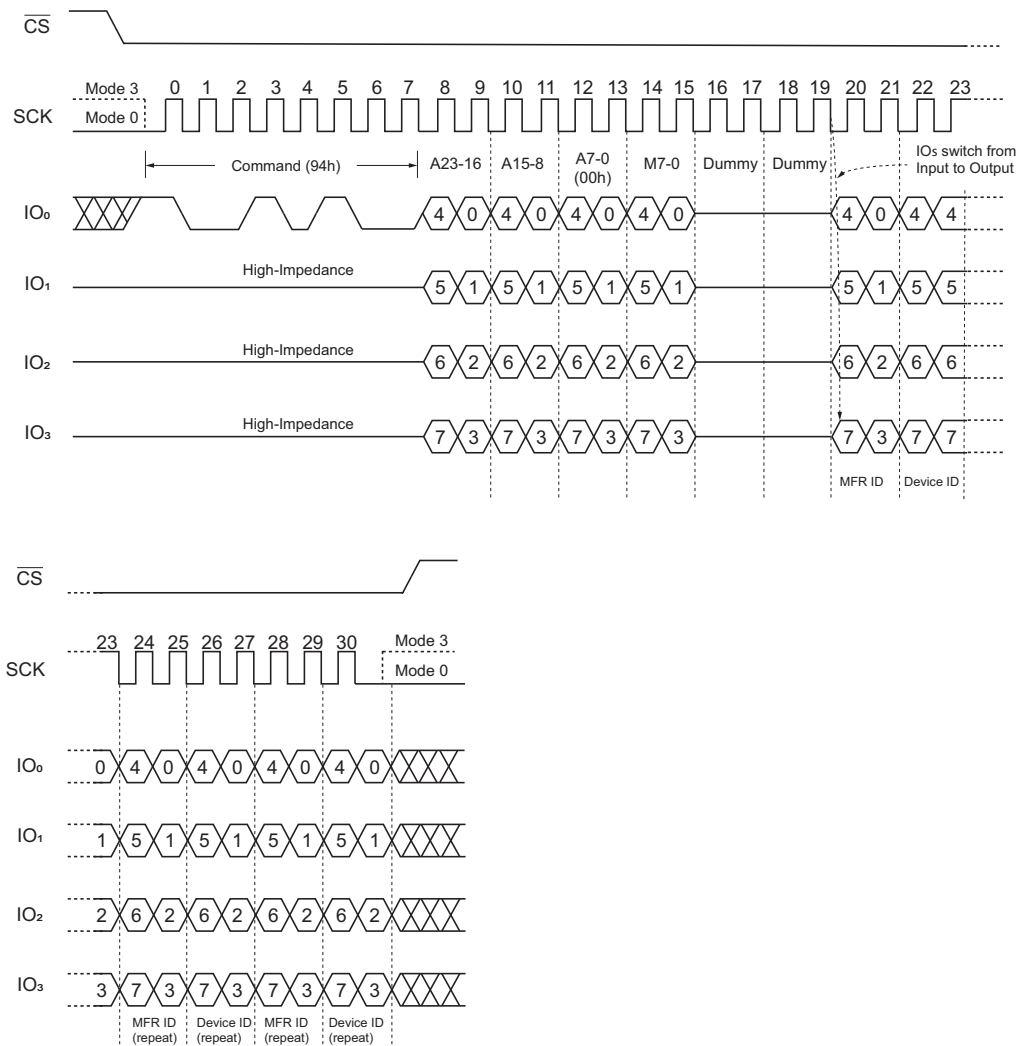 CS
Mode 3 0 1 2 3 4 5 6 7 8 9 10 11 12 13 14 15 16 17 18 19 20 21 22 23
SCK Mode 0
Command (94h) A23-16 A15-8 A7-0 (00h) M7-0 Dummy Dummy IOs switch from Input to Output
IO₀ 4 0 4 0 4 0 4 0 4 0 4 4
High-Impedance
IO₁ 5 1 5 1 5 1 5 1 5 1 5 5
High-Impedance
IO₂ 6 2 6 2 6 2 6 2 6 2 6 6
High-Impedance
IO₃ 7 3 7 3 7 3 7 3 7 3 7 7
MFR ID Device ID
CS
23 24 25 26 27 28 29 30 Mode 3
SCK Mode 0
IO₀ 0 4 0 4 0 4 0 4 0
IO₁ 1 5 1 5 1 5 1 5 1
IO₂ 2 6 2 6 2 6 2 6 2
IO₃ 3 7 3 7 3 7 3 7 3
MFR ID Device ID MFR ID Device ID
(repeat) (repeat) (repeat) (repeat)